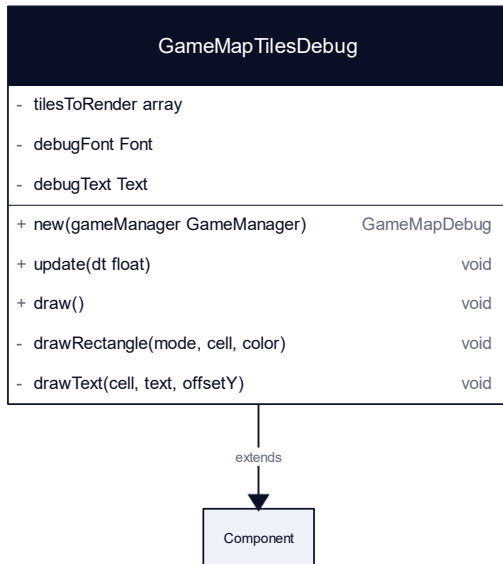 GameMapTilesDebug
- tilesToRender array
- debugFont Font
- debugText Text
+ new(gameManager GameManager) GameMapDebug
+ update(dt float) void
+ draw() void
- drawRectangle(mode, cell, color) void
- drawText(cell, text, offsetY) void
extends
Component